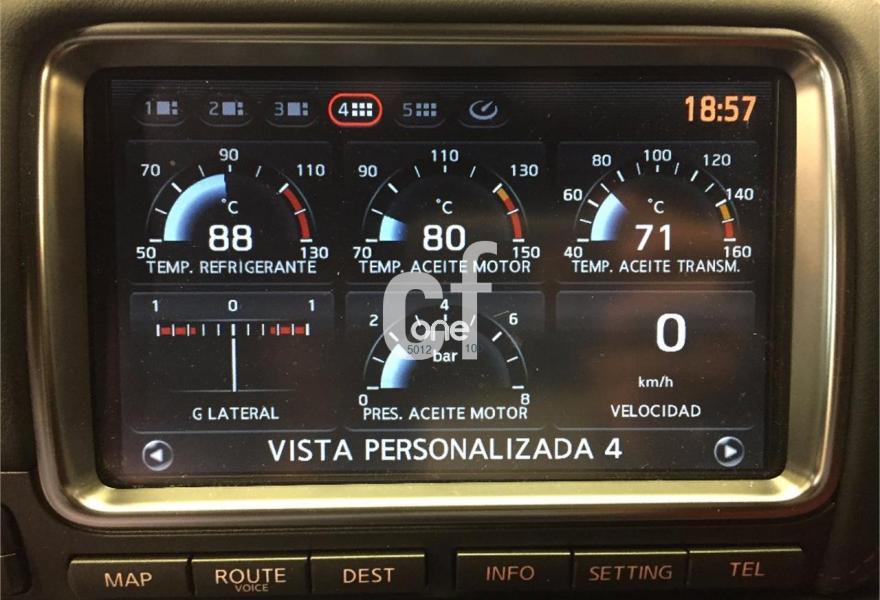 1 2 3 4 5 18:57
70 90 110
50 130
°C
88
TEMP. REFRIGERANTE
90 110 130
70 150
°C
80
TEMP. ACEITE MOTOR
60 80 100 120 140
40 160
°C
71
TEMP. ACEITE TRANSM.
1 0 1
G LATERAL
2 4 6
0 8
bar
PRES. ACEITE MOTOR
0
km/h
VELOCIDAD
cf
one
5012
VISTA PERSONALIZADA 4
MAP ROUTE DEST INFO SETTING TEL
VOICE